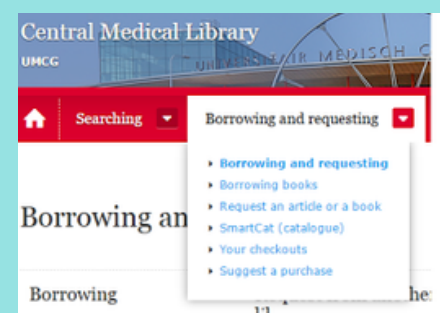 Central Medical Library
UMCG
MEDISCH C
Searching
Borrowing and requesting
Borrowing and requesting
Borrowing books
Request an article or a book
SmartCat (catalogue)
Your checkouts
Suggest a purchase
Borrowing an
Borrowing